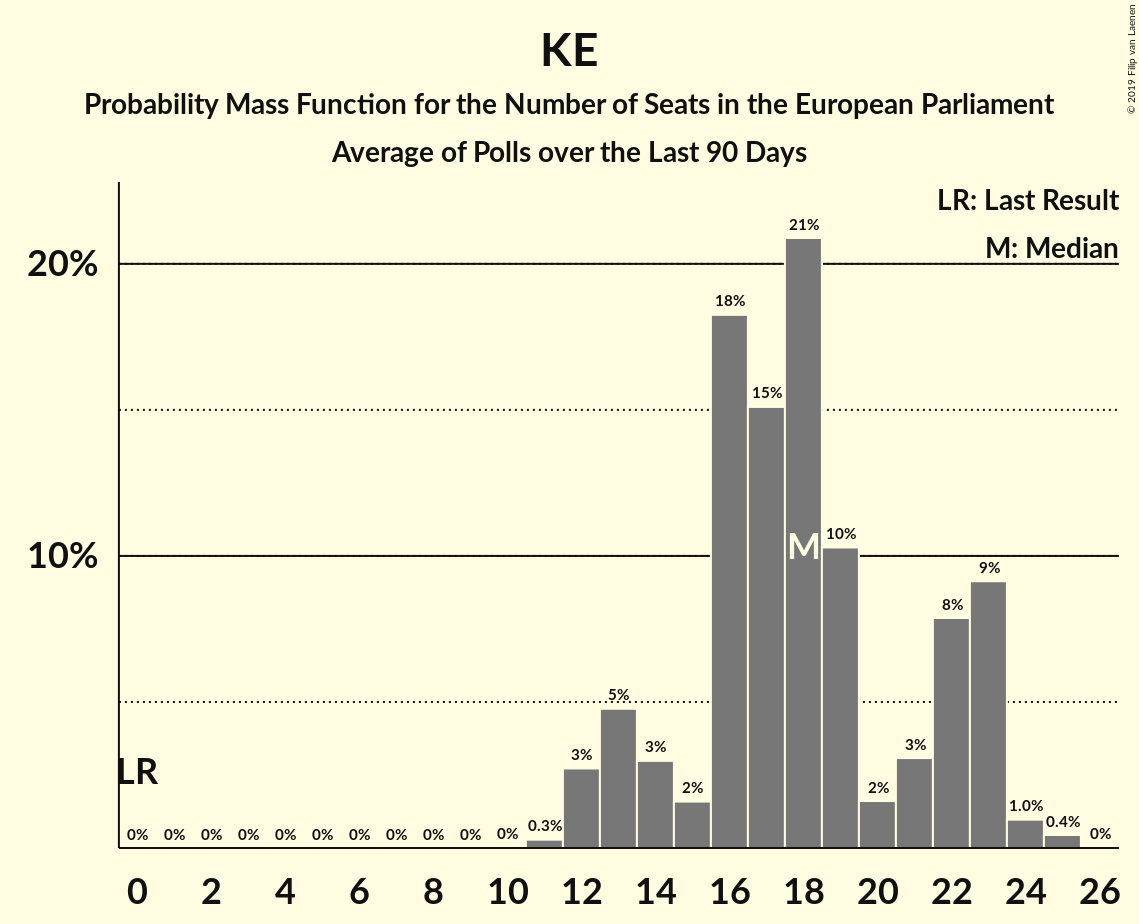 KE
Probability Mass Function for the Number of Seats in the European Parliament
Average of Polls over the Last 90 Days
© 2019 Filip van Laenen
LR: Last Result
M: Median
20%
10%
21%
18%
15%
M
10%
9%
8%
5%
3%
3%
2%
2%
3%
1.0%
0.4%
0%
LR
0% 0% 0% 0% 0% 0% 0% 0% 0% 0% 0% 0.3%
0 2 4 6 8 10 12 14 16 18 20 22 24 26